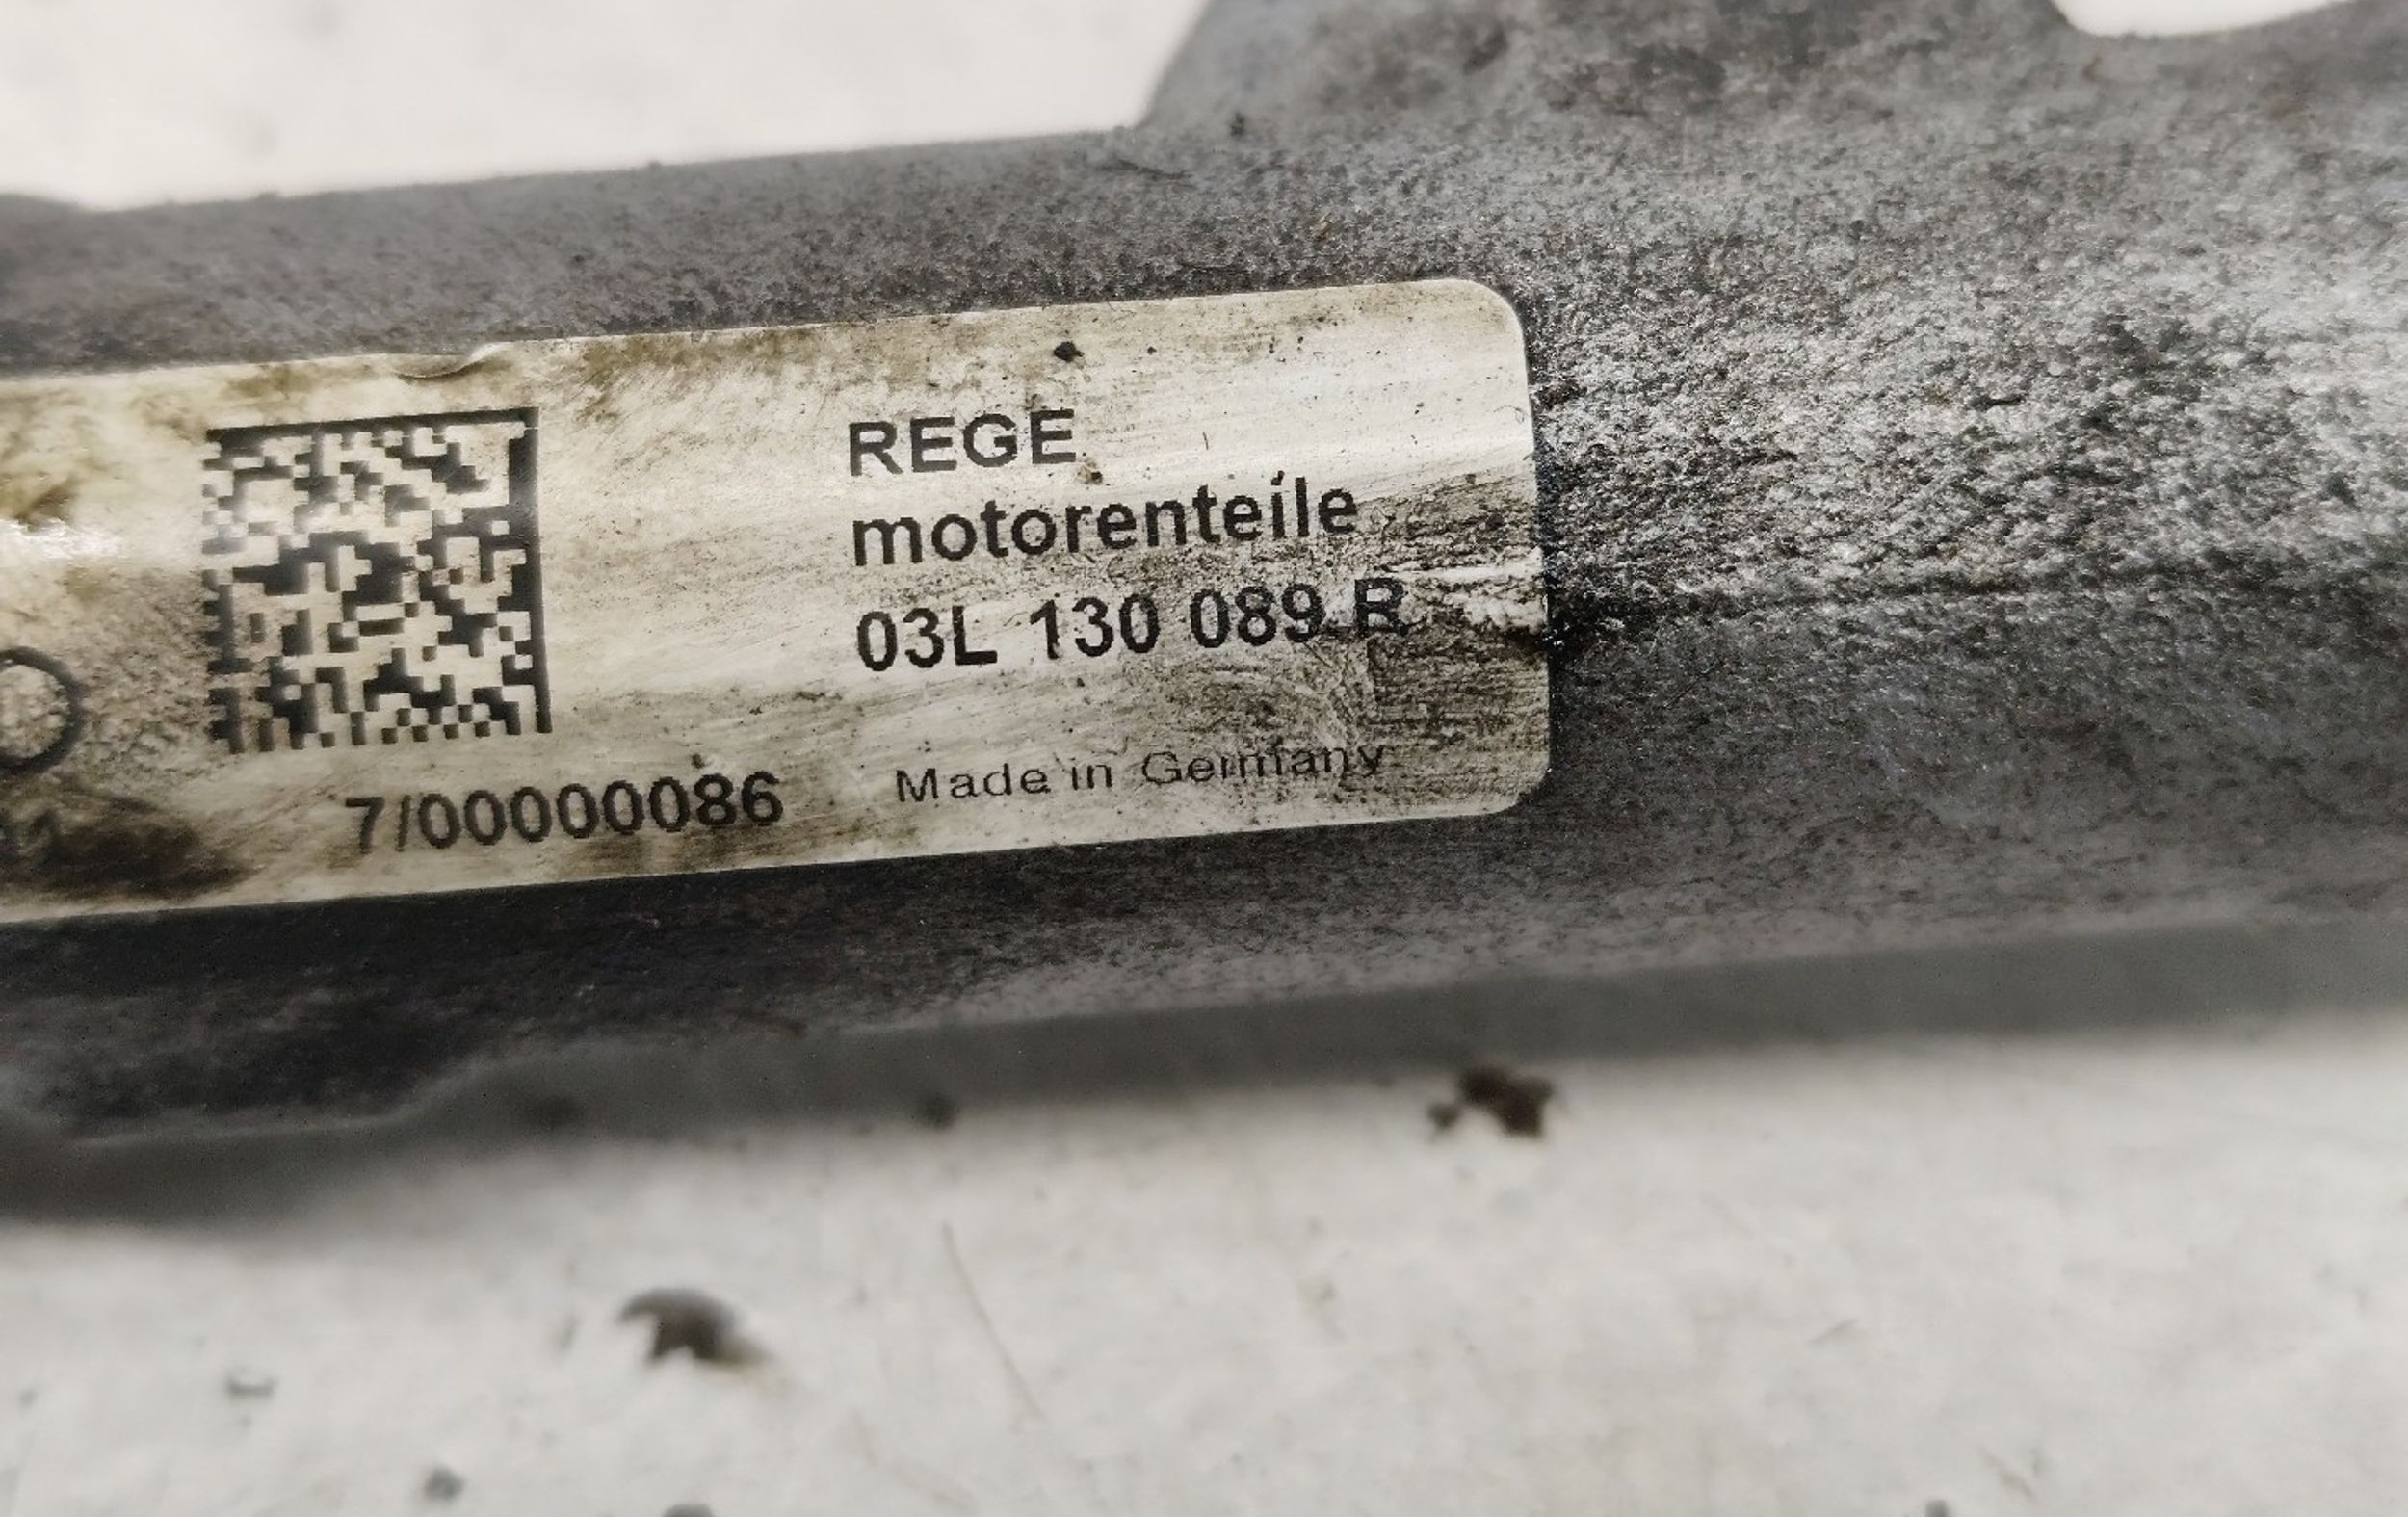 REGE
motorenteile
03L 130 089 R
Made in Germany
7/00000086